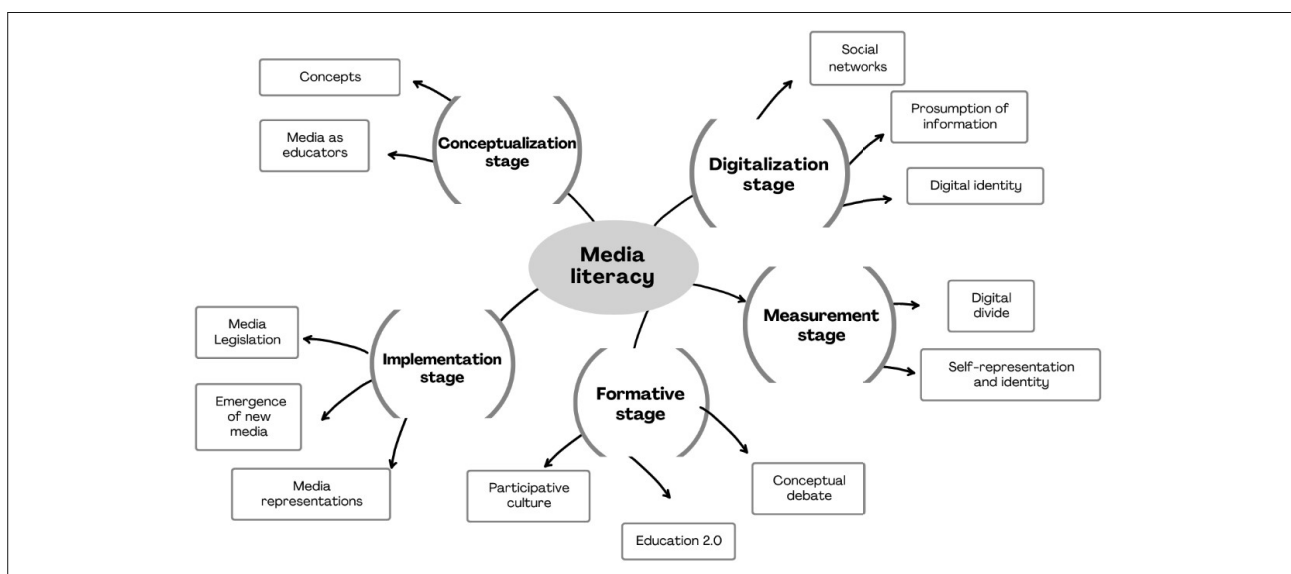 Social
networks
Concepts
Prosumption of
information
Media as
educators
Conceptualization
stage
Digitalization
stage
Digital identity
Media
literacy
Media
Legislation
Implementation
stage
Emergence
of new
media
Media
representations
Formative
stage
Participative
culture
Education 2.0
Conceptual
debate
Measurement
stage
Digital
divide
Self-representation
and identity